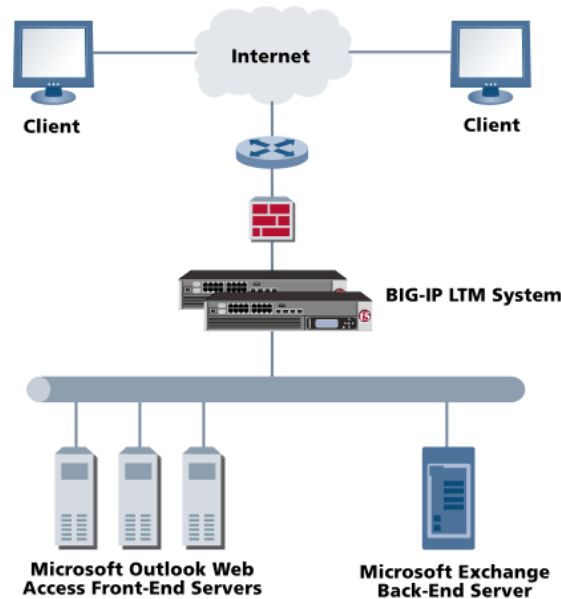 Internet
Client
Client
BIG-IP LTM System
f5
Microsoft Outlook Web
Access Front-End Servers
Microsoft Exchange
Back-End Server